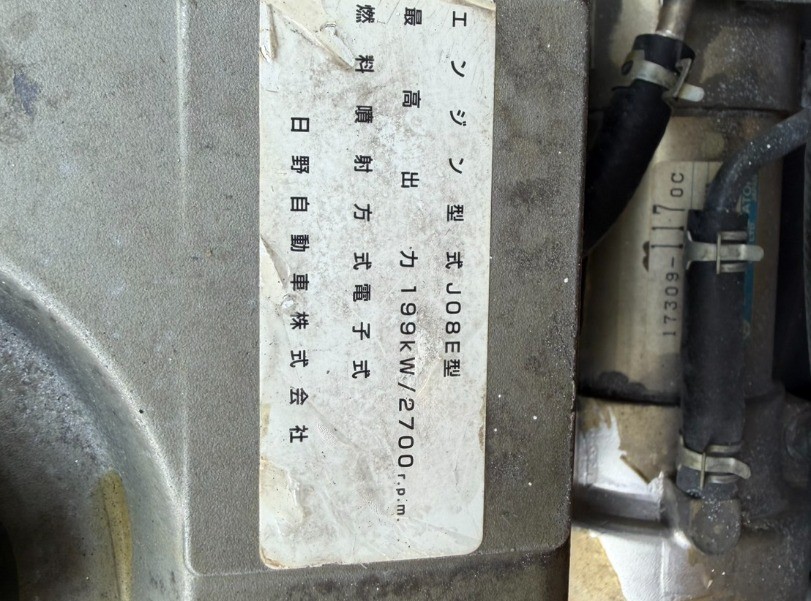 エンジン型式J08E型
最高出力199kW/2700r.p.m.
燃料噴射方式電子式
日野自動車株式会社
17309-1170C